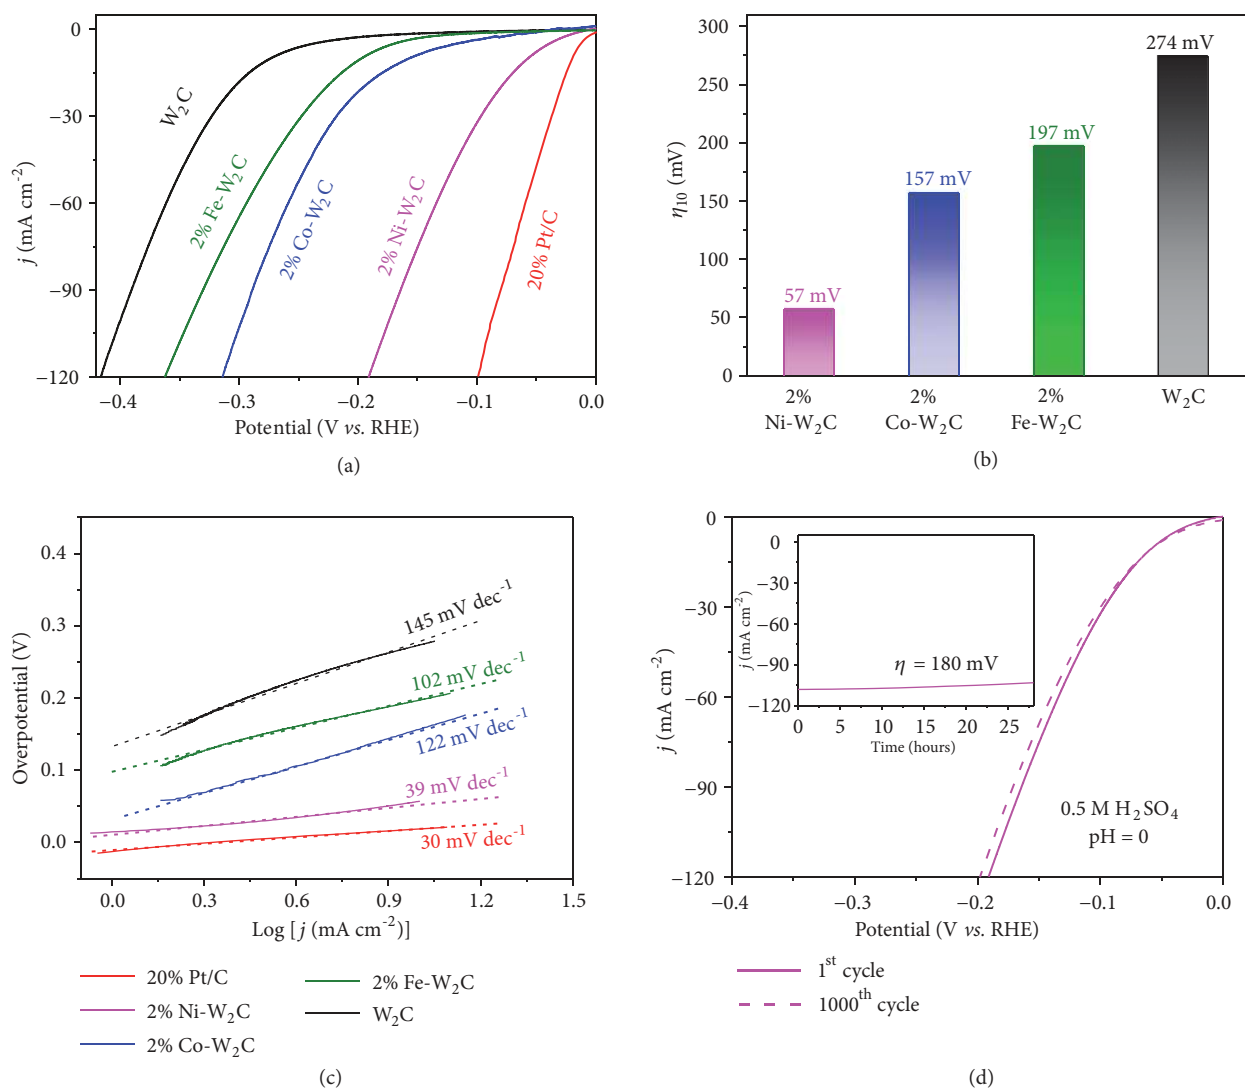 0
−30
−60
−90
−120
j (mA cm⁻²)
W₂C
2% Fe-W₂C
2% Co-W₂C
2% Ni-W₂C
20% Pt/C
−0.4 −0.3 −0.2 −0.1 0.0
Potential (V vs. RHE)
(a)
300
250
200
150
100
50
0
η₁₀ (mV)
57 mV
157 mV
197 mV
274 mV
2% 2% 2% W₂C
Ni-W₂C Co-W₂C Fe-W₂C
(b)
0.4
0.3
0.2
0.1
0.0
Overpotential (V)
145 mV dec⁻¹
102 mV dec⁻¹
122 mV dec⁻¹
39 mV dec⁻¹
30 mV dec⁻¹
0.0 0.3 0.6 0.9 1.2 1.5
Log [j (mA cm⁻²)]
20% Pt/C
2% Ni-W₂C
2% Co-W₂C
2% Fe-W₂C
W₂C
(c)
0
−30
−60
−90
−120
j (mA cm⁻²)
0
−30
−60
−90
−120
j (mA cm⁻²)
η = 180 mV
0 5 10 15 20 25
Time (hours)
0.5 M H₂SO₄
pH = 0
−0.4 −0.3 −0.2 −0.1 0.0
Potential (V vs. RHE)
1ˢᵗ cycle
1000ᵗʰ cycle
(d)